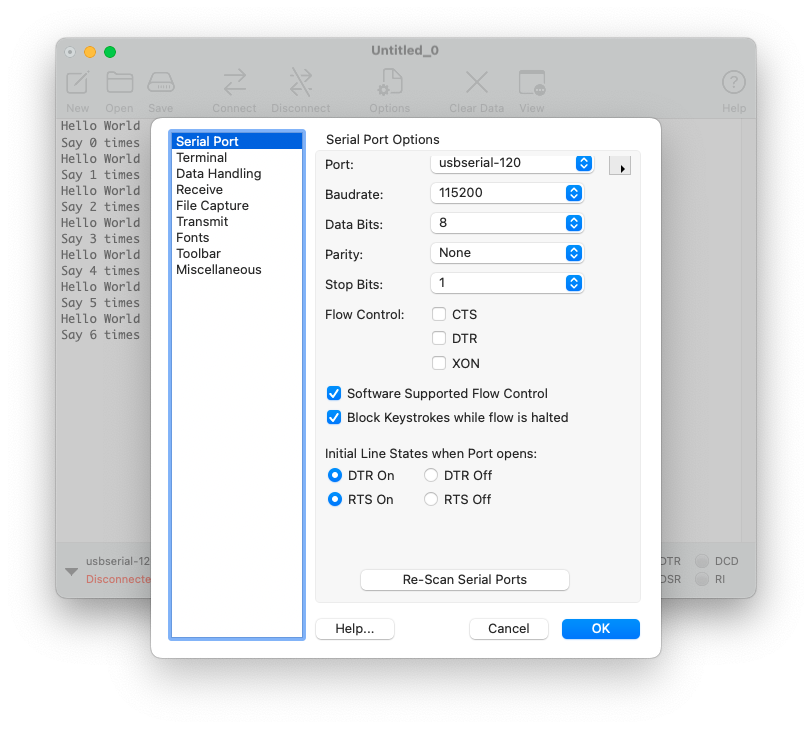 Untitled_0
New Open Save Connect Disconnect Options Clear Data View Help
Hello World
Say 0 times
Hello World
Say 1 times
Hello World
Say 2 times
Hello World
Say 3 times
Hello World
Say 4 times
Hello World
Say 5 times
Hello World
Say 6 times
Serial Port
Terminal
Data Handling
Receive
File Capture
Transmit
Fonts
Toolbar
Miscellaneous
Serial Port Options
Port: usbserial-120
Baudrate: 115200
Data Bits: 8
Parity: None
Stop Bits: 1
Flow Control: CTS
DTR
XON
Software Supported Flow Control
Block Keystrokes while flow is halted
Initial Line States when Port opens:
DTR On DTR Off
RTS On RTS Off
Re-Scan Serial Ports
Help... Cancel OK
usbserial-12 DTR DCD
Disconnecte DSR RI